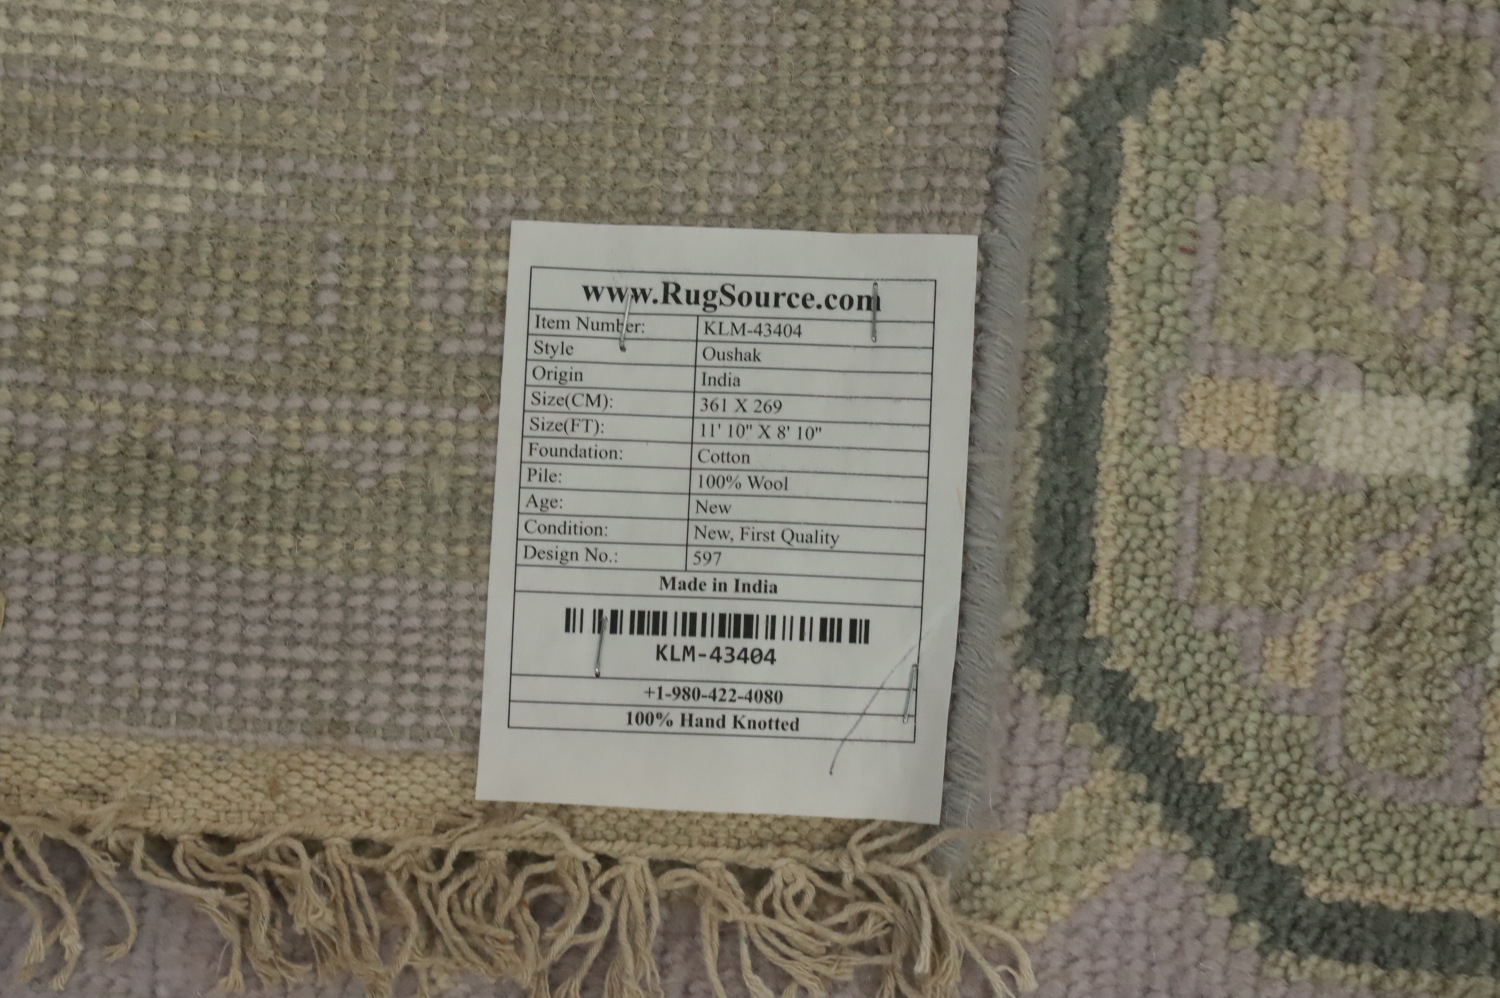 www.RugSource.com
Item Number: KLM-43404
Style Oushak
Origin India
Size(CM): 361 X 269
Size(FT): 11' 10" X 8' 10"
Foundation: Cotton
Pile: 100% Wool
Age: New
Condition: New, First Quality
Design No.: 597
Made in India
KLM-43404
+1-980-422-4080
100% Hand Knotted